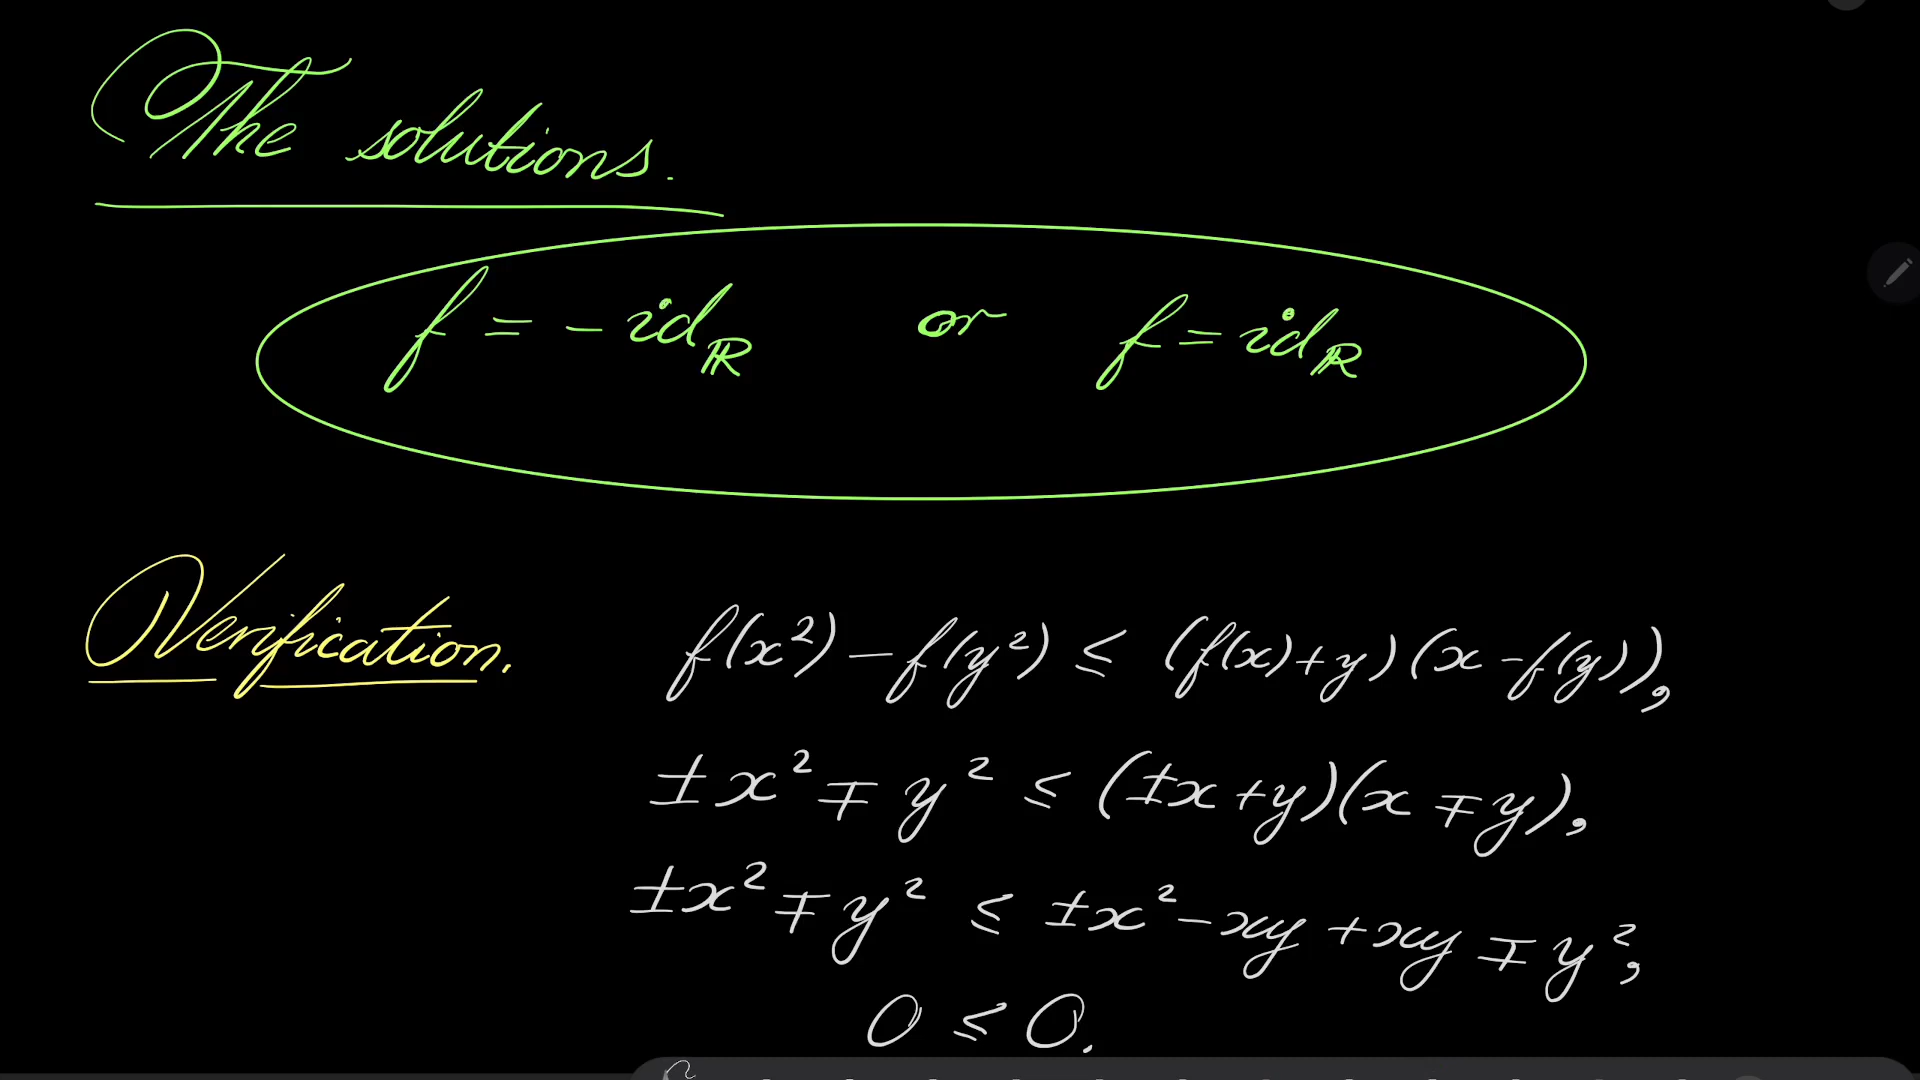 The solutions.
f = - id_ℝ or f = id_ℝ
Verification.
f(x²) - f(y²) ≤ (f(x)+y)(x - f(y)),
±x² ∓ y² ≤ (±x + y)(x ∓ y),
±x² ∓ y² ≤ ±x² - xy + xy ∓ y²,
0 ≤ 0.